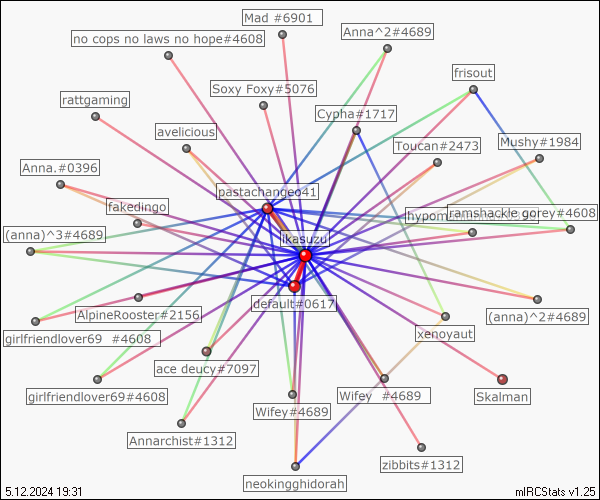 Mad #6901
no cops no laws no hope#4608
Anna^2#4689
frisout
Soxy Foxy#5076
rattgaming
Cypha#1717
avelicious
Toucan#2473
Mushy#1984
Anna.#0396
pastachangeo41
fakedingo
ramshackle gorey#4608
(anna)^3#4689
ikasuzu
default#0617
AlpineRooster#2156
(anna)^2#4689
girlfriendlover69 #4608
xenoyaut
ace deucy#7097
girlfriendlover69#4608
Wifey #4689
Skalman
Wifey#4689
Annarchist#1312
zibbits#1312
neokingghidorah
5.12.2024 19:31
mIRCStats v1.25